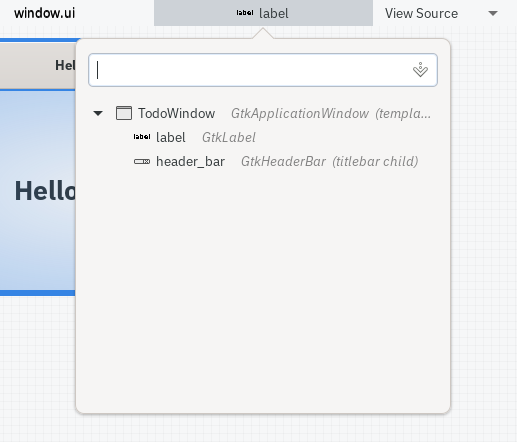 window.ui
label label
View Source
Hel
TodoWindow GtkApplicationWindow (templa...
label label GtkLabel
header_bar GtkHeaderBar (titlebar child)
Hello